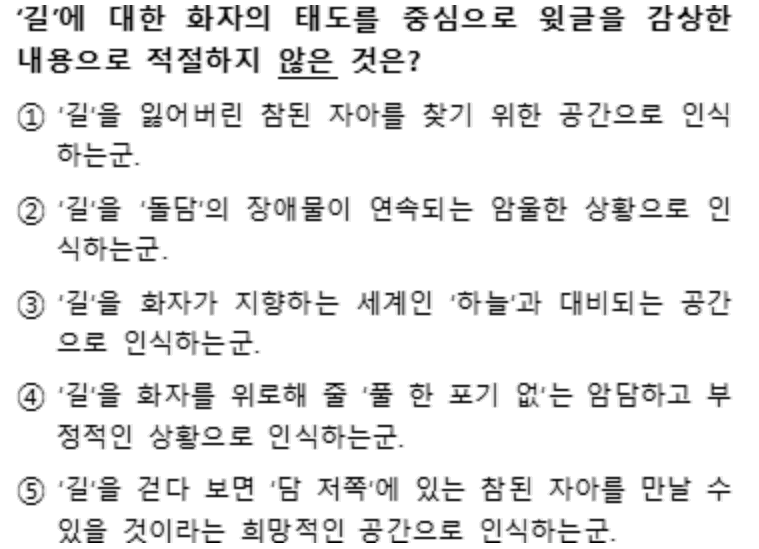 ‘길’에 대한 화자의 태도를 중심으로 윗글을 감상한
내용으로 적절하지 않은 것은?
① ‘길’을 잃어버린 참된 자아를 찾기 위한 공간으로 인식
하는군.
② ‘길’을 ‘돌담’의 장애물이 연속되는 암울한 상황으로 인
식하는군.
③ ‘길’을 화자가 지향하는 세계인 ‘하늘’과 대비되는 공간
으로 인식하는군.
④ ‘길’을 화자를 위로해 줄 ‘풀 한 포기 없’는 암담하고 부
정적인 상황으로 인식하는군.
⑤ ‘길’을 걷다 보면 ‘담 저쪽’에 있는 참된 자아를 만날 수
있을 것이라는 희망적인 공간으로 인식하는군.